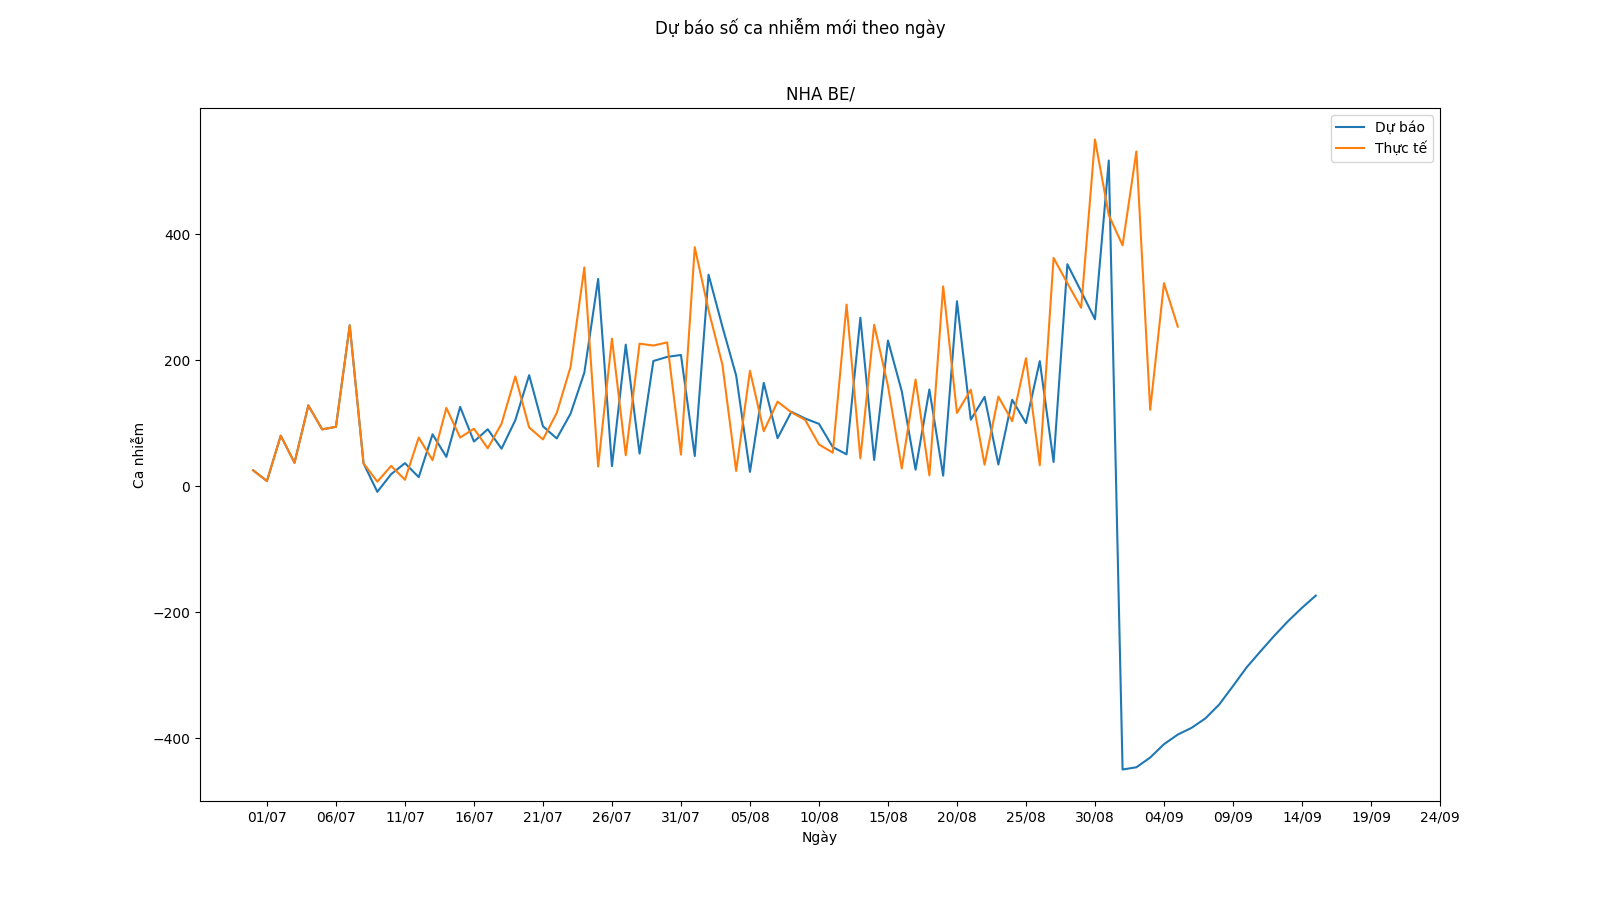 Dự báo số ca nhiễm mới theo ngày
NHA BE/
Dự báo
Thực tế
400
200
0
−200
−400
Ca nhiễm
01/07 06/07 11/07 16/07 21/07 26/07 31/07 05/08 10/08 15/08 20/08 25/08 30/08 04/09 09/09 14/09 19/09 24/09
Ngày